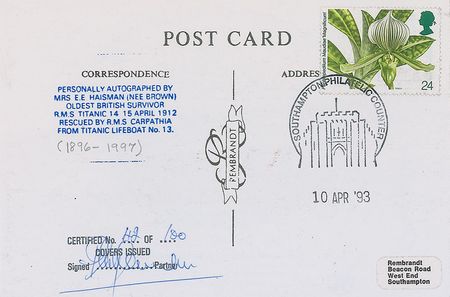 POST CARD
CORRESPONDENCE
ADDRES
PERSONALLY AUTOGRAPHED BY
MRS E.E HAISMAN (NEE BROWN)
OLDEST BRITISH SURVIVOR
R.M.S TITANIC 14 15 APRIL 1912
RESCUED BY R.M.S CARPATHIA
FROM TITANIC LIFEBOAT No. 13.
(1896-1997)
REMBRANDT
24
SOUTHAMPTON PHILATELIC COUNTER
10 APR '93
CERTIFIED No. 42 OF 150
COVERS ISSUED
Signed Partner
Rembrandt
Beacon Road
West End
Southampton